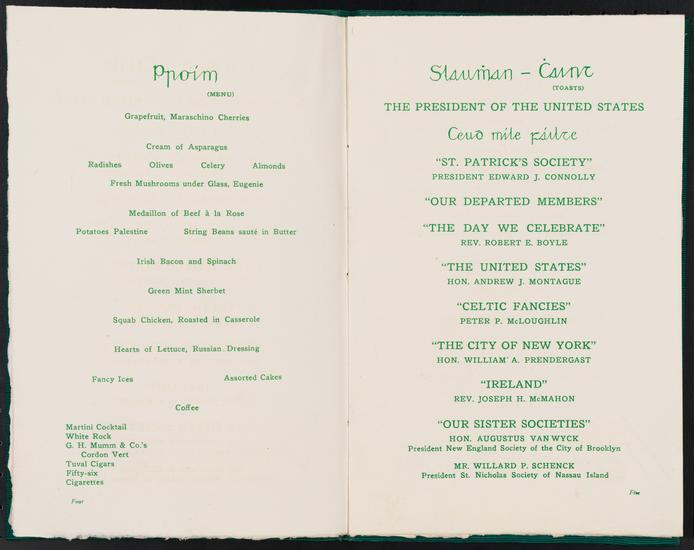 Proinn
(MENU)
Grapefruit, Maraschino Cherries
Cream of Asparagus
Radishes Olives Celery Almonds
Fresh Mushrooms under Glass, Eugenie
Medaillon of Beef à la Rose
Potatoes Palestine String Beans sauté in Butter
Irish Bacon and Spinach
Green Mint Sherbet
Squab Chicken, Roasted in Casserole
Hearts of Lettuce, Russian Dressing
Fancy Ices Assorted Cakes
Coffee
Martini Cocktail
White Rock
G. H. Mumm & Co.'s
Cordon Vert
Tuval Cigars
Fifty-six
Cigarettes
Four
Ċaint
(TOASTS)
THE PRESIDENT OF THE UNITED STATES
Ceud mile fáilte
"ST. PATRICK'S SOCIETY"
PRESIDENT EDWARD J. CONNOLLY
"OUR DEPARTED MEMBERS"
"THE DAY WE CELEBRATE"
REV. ROBERT E. BOYLE
"THE UNITED STATES"
HON. ANDREW J. MONTAGUE
"CELTIC FANCIES"
PETER P. McLOUGHLIN
"THE CITY OF NEW YORK"
HON. WILLIAM A. PRENDERGAST
"IRELAND"
REV. JOSEPH H. McMAHON
"OUR SISTER SOCIETIES"
HON. AUGUSTUS VAN WYCK
President New England Society of the City of Brooklyn
MR. WILLARD P. SCHENCK
President St. Nicholas Society of Nassau Island
Five